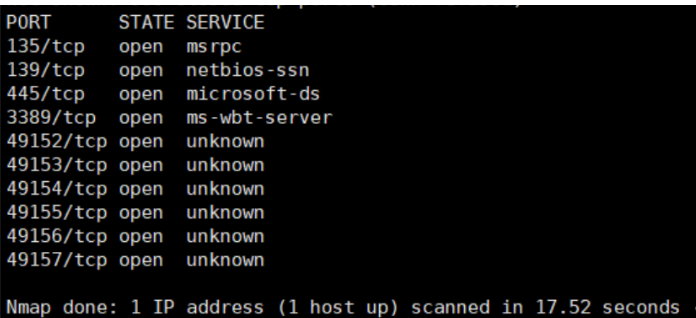 PORT STATE SERVICE
135/tcp open msrpc
139/tcp open netbios-ssn
445/tcp open microsoft-ds
3389/tcp open ms-wbt-server
49152/tcp open unknown
49153/tcp open unknown
49154/tcp open unknown
49155/tcp open unknown
49156/tcp open unknown
49157/tcp open unknown
Nmap done: 1 IP address (1 host up) scanned in 17.52 seconds